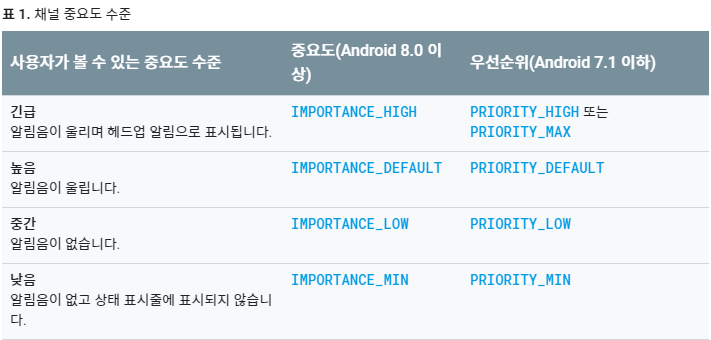 표 1. 채널 중요도 수준
사용자가 볼 수 있는 중요도 수준
중요도(Android 8.0 이
상)
우선순위(Android 7.1 이하)
긴급
알림음이 울리며 헤드업 알림으로 표시됩니다.
IMPORTANCE_HIGH
PRIORITY_HIGH 또는
PRIORITY_MAX
높음
알림음이 울립니다.
IMPORTANCE_DEFAULT
PRIORITY_DEFAULT
중간
알림음이 없습니다.
IMPORTANCE_LOW
PRIORITY_LOW
낮음
알림음이 없고 상태 표시줄에 표시되지 않습니
다.
IMPORTANCE_MIN
PRIORITY_MIN